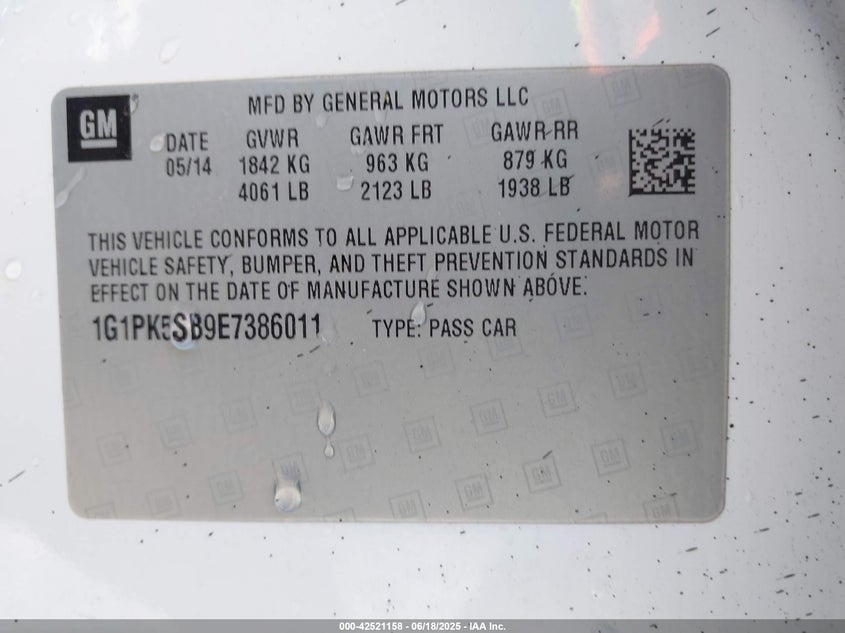 GM
MFD BY GENERAL MOTORS LLC
DATE GVWR GAWR FRT GAWR RR
05/14 1842 KG 963 KG 879 KG
4061 LB 2123 LB 1938 LB
THIS VEHICLE CONFORMS TO ALL APPLICABLE U.S. FEDERAL MOTOR
VEHICLE SAFETY, BUMPER, AND THEFT PREVENTION STANDARDS IN
EFFECT ON THE DATE OF MANUFACTURE SHOWN ABOVE.
1G1PK5SB9E7386011 TYPE: PASS CAR
000-42521158 - 06/18/2025 - IAA Inc.